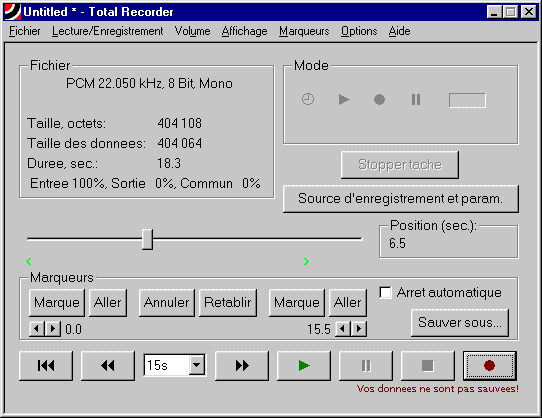 Untitled * - Total Recorder
Fichier Lecture/Enregistrement Volume Affichage Marqueurs Options Aide
Fichier
PCM 22.050 kHz, 8 Bit, Mono
Taille, octets: 404 108
Taille des donnees: 404 064
Duree, sec.: 18.3
Entree 100%, Sortie 0%, Commun 0%
Mode
Stopper tache
Source d'enregistrement et param.
Position (sec.):
6.5
< >
Marqueurs
Marque Aller Annuler Retablir Marque Aller
0.0 15.5
Arret automatique
Sauver sous...
15s
Vos donnees ne sont pas sauvees!